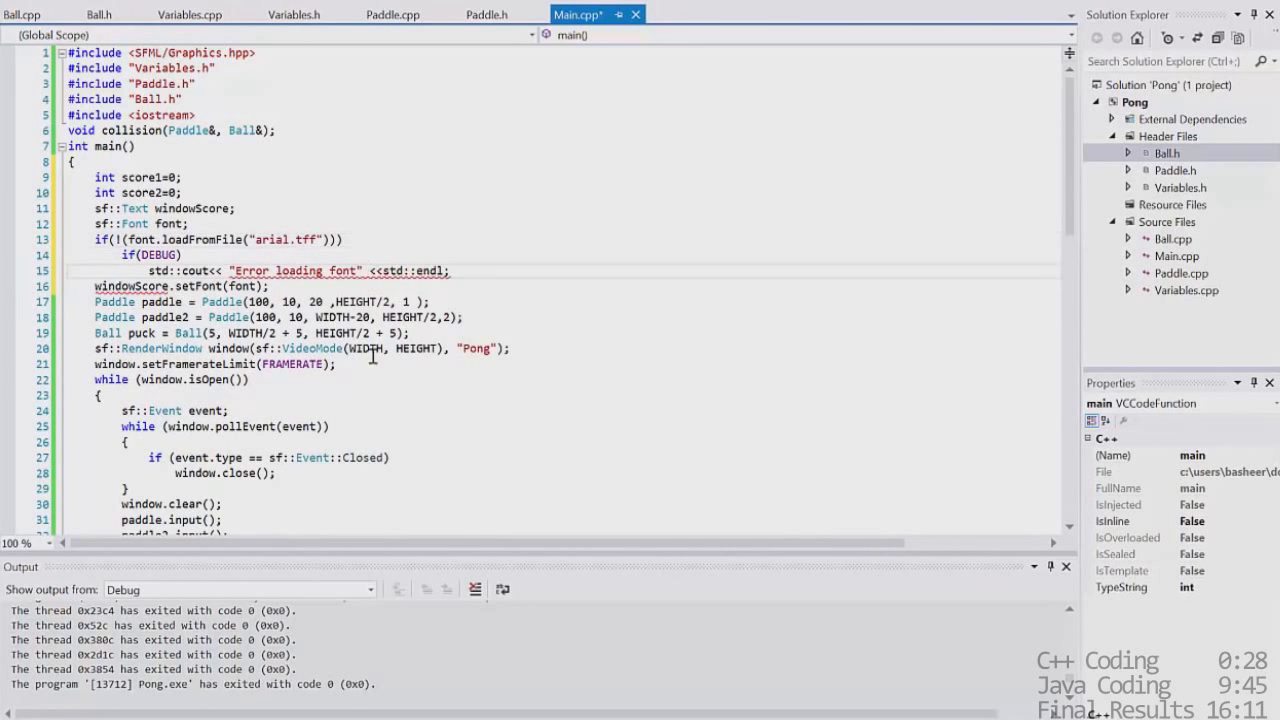 Ball.cpp Ball.h Variables.cpp Variables.h Paddle.cpp Paddle.h Main.cpp*
(Global Scope) main()
1 #include <SFML/Graphics.hpp>
2 #include "Variables.h"
3 #include "Paddle.h"
4 #include "Ball.h"
5 #include <iostream>
6 void collision(Paddle&, Ball&);
7 int main()
8 {
9 int score1=0;
10 int score2=0;
11 sf::Text windowScore;
12 sf::Font font;
13 if(!(font.loadFromFile("arial.tff")))
14 if(DEBUG)
15 std::cout<< "Error loading font" <<std::endl;
16 windowScore.setFont(font);
17 Paddle paddle = Paddle(100, 10, 20 ,HEIGHT/2, 1 );
18 Paddle paddle2 = Paddle(100, 10, WIDTH-20, HEIGHT/2,2);
19 Ball puck = Ball(5, WIDTH/2 + 5, HEIGHT/2 + 5);
20 sf::RenderWindow window(sf::VideoMode(WIDTH, HEIGHT), "Pong");
21 window.setFramerateLimit(FRAMERATE);
22 while (window.isOpen())
23 {
24 sf::Event event;
25 while (window.pollEvent(event))
26 {
27 if (event.type == sf::Event::Closed)
28 window.close();
29 }
30 window.clear();
31 paddle.input();
paddle2.input();
100 %
Output
Show output from: Debug
The thread 0x23c4 has exited with code 0 (0x0).
The thread 0x52c has exited with code 0 (0x0).
The thread 0x380c has exited with code 0 (0x0).
The thread 0x2d1c has exited with code 0 (0x0).
The thread 0x3854 has exited with code 0 (0x0).
The program '[13712] Pong.exe' has exited with code 0 (0x0).
Solution Explorer
Search Solution Explorer (Ctrl+;)
Solution 'Pong' (1 project)
Pong
External Dependencies
Header Files
Ball.h
Paddle.h
Variables.h
Resource Files
Source Files
Ball.cpp
Main.cpp
Paddle.cpp
Variables.cpp
Properties
main VCCodeFunction
C++
(Name) main
File c:\users\basheer\do
FullName main
IsInjected False
IsInline False
IsOverloaded False
IsSealed False
IsTemplate False
TypeString int
C++ Coding 0:28
Java Coding 9:45
Final Results 16:11
C++